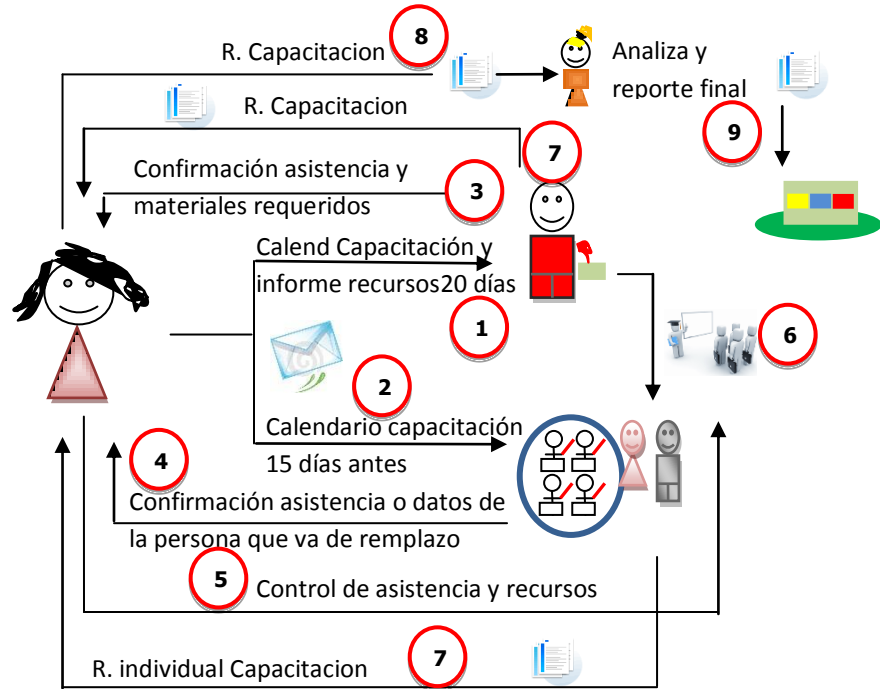 R. Capacitacion
8
Analiza y
reporte final
R. Capacitacion
9
7
Confirmación asistencia y
materiales requeridos
3
Calend Capacitación y
informe recursos20 días
1
6
2
Calendario capacitación
15 días antes
4
Confirmación asistencia o datos de
la persona que va de remplazo
5
Control de asistencia y recursos
R. individual Capacitacion
7